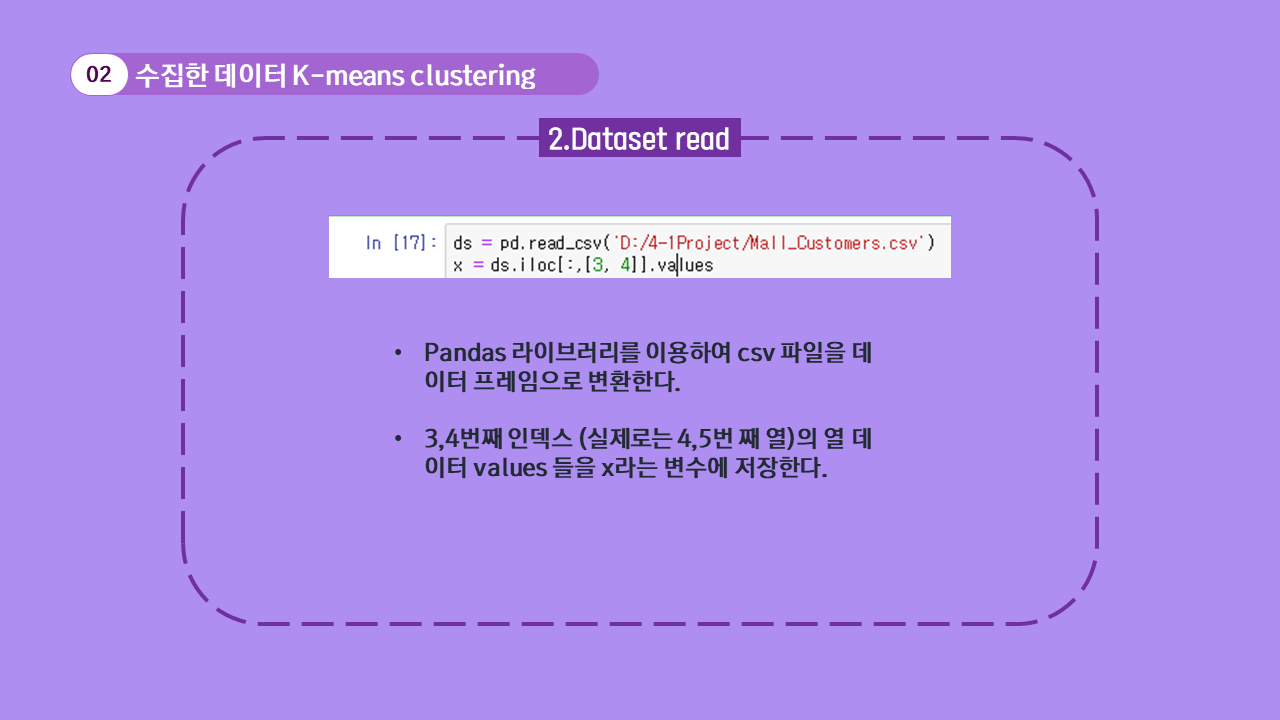 02 수집한 데이터 K-means clustering
2.Dataset read
In [17]: ds = pd.read_csv('D:/4-1Project/Mall_Customers.csv')
x = ds.iloc[:,[3, 4]].values
• Pandas 라이브러리를 이용하여 csv 파일을 데
이터 프레임으로 변환한다.
• 3,4번째 인덱스 (실제로는 4,5번 째 열)의 열 데
이터 values 들을 x라는 변수에 저장한다.